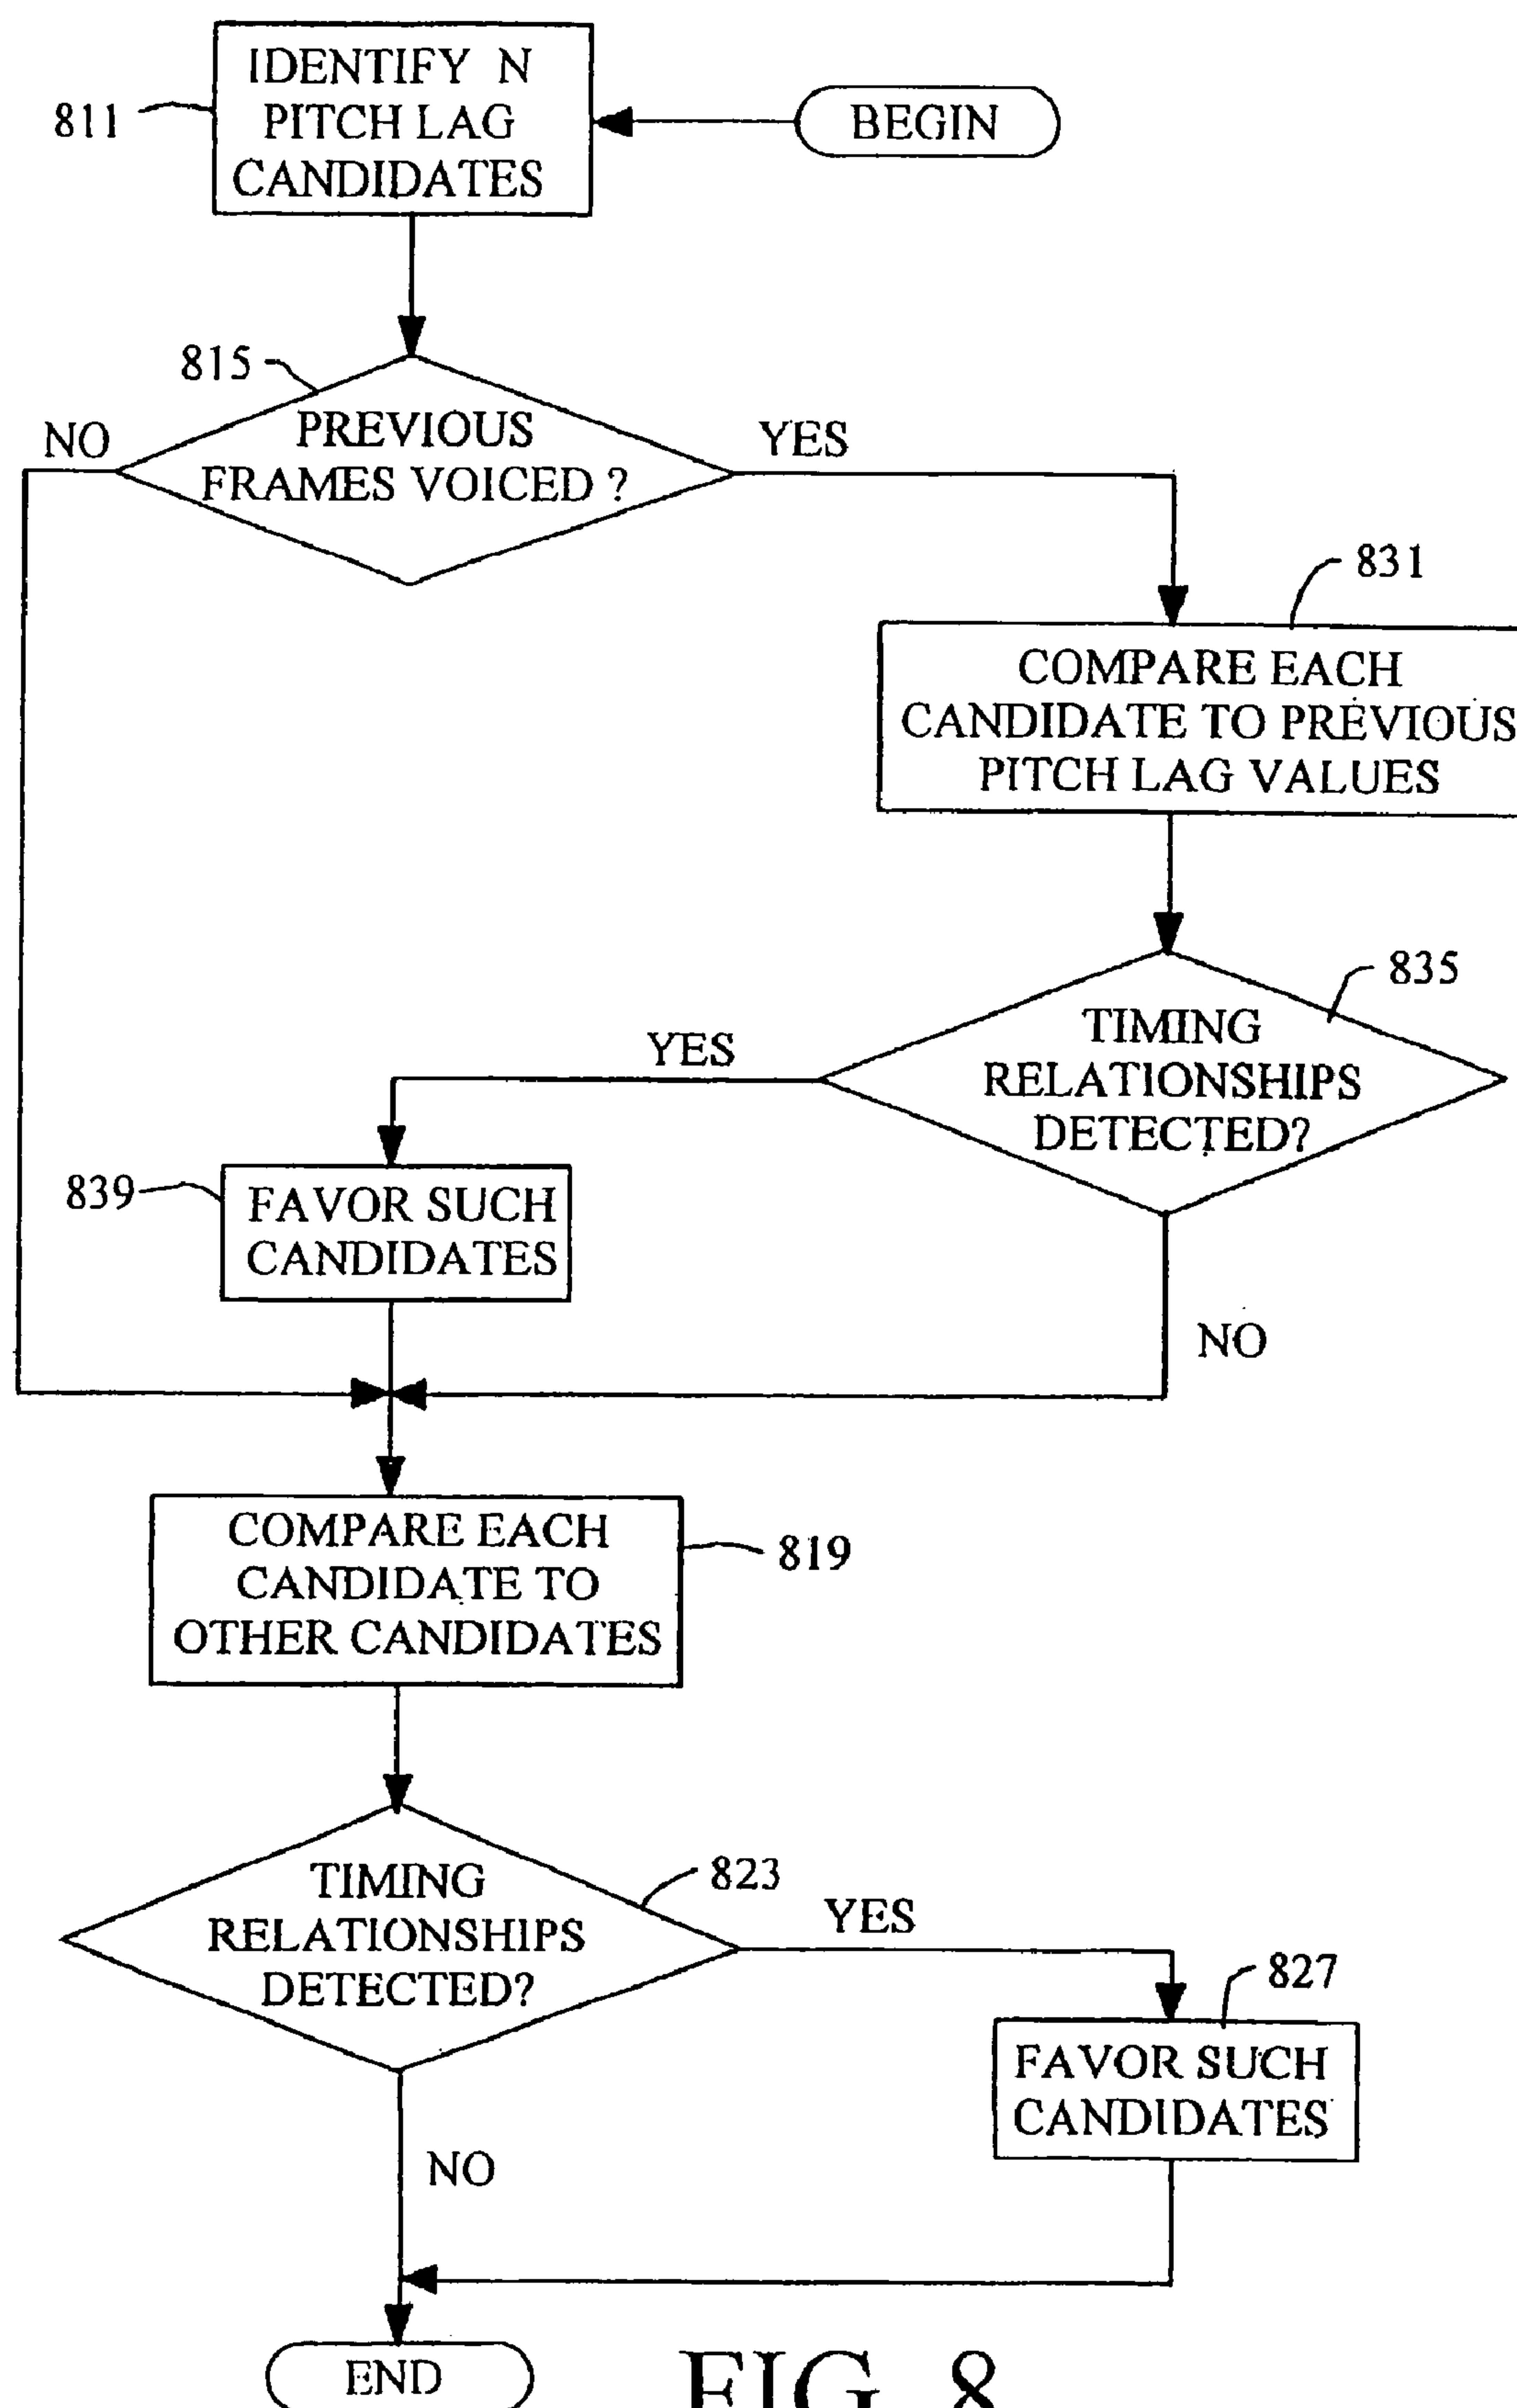 IDENTIFY N
PITCH LAG
CANDIDATES
811
BEGIN
815
PREVIOUS
FRAMES VOICED ?
NO
YES
831
COMPARE EACH
CANDIDATE TO PREVIOUS
PITCH LAG VALUES
835
TIMING
RELATIONSHIPS
DETECTED?
YES
839
FAVOR SUCH
CANDIDATES
NO
COMPARE EACH
CANDIDATE TO
OTHER CANDIDATES
819
TIMING
RELATIONSHIPS
DETECTED?
823
YES
827
FAVOR SUCH
CANDIDATES
NO
END
FIG. 8